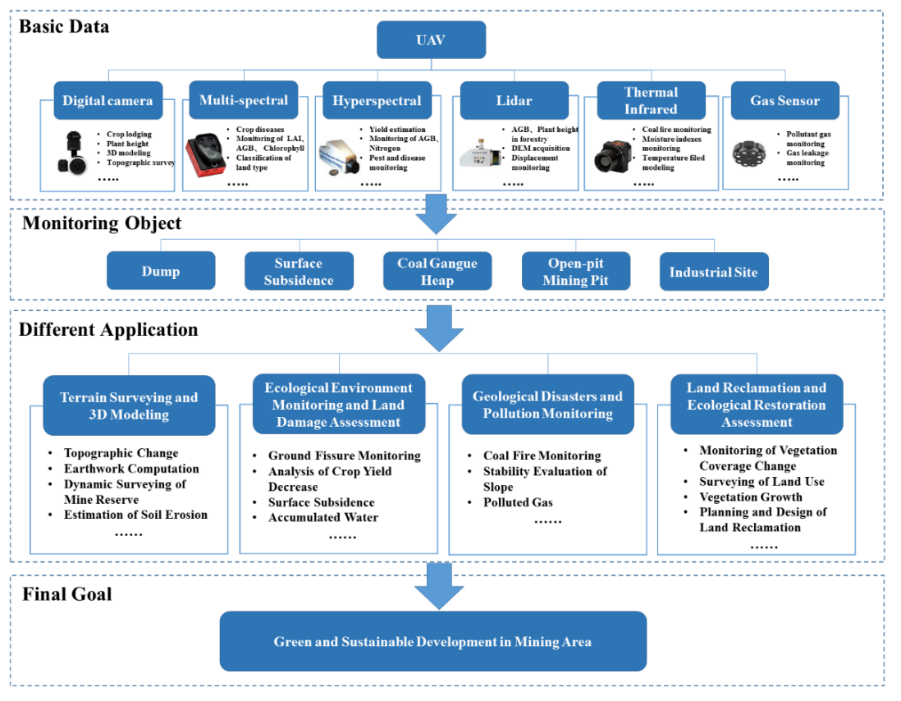 Basic Data
UAV
Digital camera
• Crop lodging
• Plant height
• 3D modeling
• Topographic survey
.....
Multi-spectral
• Crop diseases
• Monitoring of LAI、
AGB、Chlorophyll
• Classification of
land type
.....
Hyperspectral
• Yield estimation
• Monitoring of AGB、
Nitrogen
• Pest and disease
monitoring
.....
Lidar
• AGB、Plant height
in forestry
• DEM acquisition
• Displacement
monitoring
.....
Thermal
Infrared
• Coal fire monitoring
• Moisture indexes
monitoring
• Temperature filed
modeling
.....
Gas Sensor
• Pollutant gas
monitoring
• Gas leakage
monitoring
.....
Monitoring Object
Dump
Surface
Subsidence
Coal Gangue
Heap
Open-pit
Mining Pit
Industrial Site
Different Application
Terrain Surveying and
3D Modeling
• Topographic Change
• Earthwork Computation
• Dynamic Surveying of
Mine Reserve
• Estimation of Soil Erosion
......
Ecological Environment
Monitoring and Land
Damage Assessment
• Ground Fissure Monitoring
• Analysis of Crop Yield
Decrease
• Surface Subsidence
• Accumulated Water
......
Geological Disasters and
Pollution Monitoring
• Coal Fire Monitoring
• Stability Evaluation of
Slope
• Polluted Gas
......
Land Reclamation and
Ecological Restoration
Assessment
• Monitoring of Vegetation
Coverage Change
• Surveying of Land Use
• Vegetation Growth
• Planning and Design of
Land Reclamation
......
Final Goal
Green and Sustainable Development in Mining Area